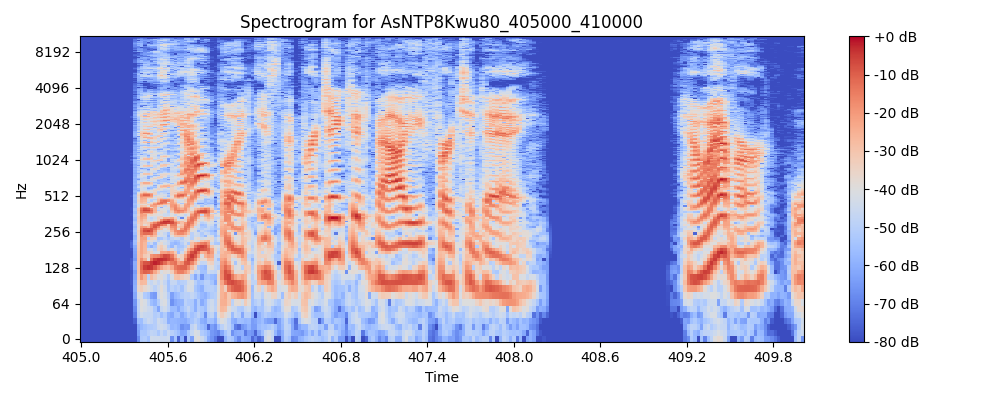 Spectrogram for AsNTP8Kwu80_405000_410000
Hz
8192
4096
2048
1024
512
256
128
64
0
405.0 405.6 406.2 406.8 407.4 408.0 408.6 409.2 409.8
Time
+0 dB
-10 dB
-20 dB
-30 dB
-40 dB
-50 dB
-60 dB
-70 dB
-80 dB